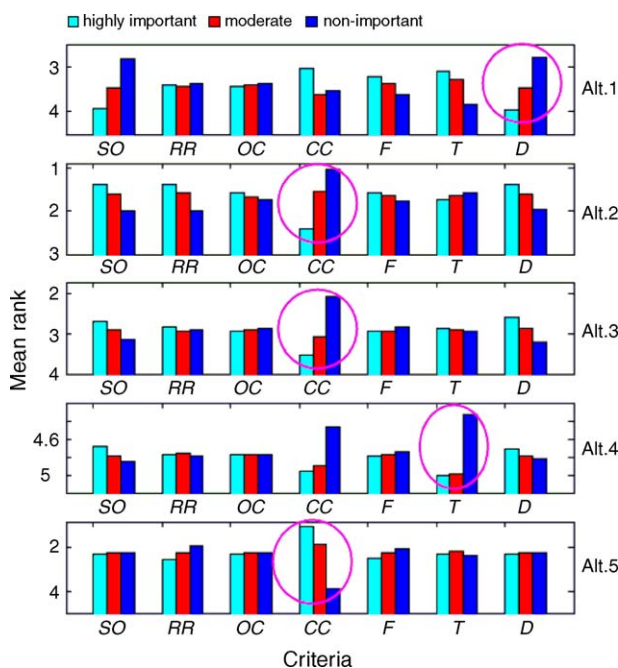 highly important moderate non-important
3
4
SO RR OC CC F T D
Alt.1
1
2
3
SO RR OC CC F T D
Alt.2
2
3
4
SO RR OC CC F T D
Alt.3
4.6
5
SO RR OC CC F T D
Alt.4
2
4
SO RR OC CC F T D
Alt.5
Mean rank
Criteria